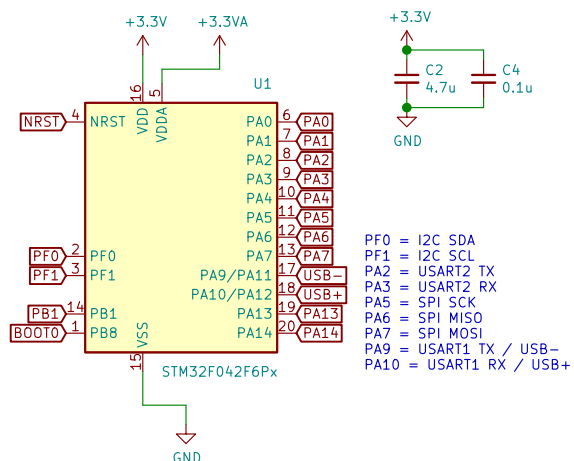 +3.3V
+3.3VA
+3.3V
U1
C2
4.7u
C4
0.1u
GND
16
5
VDD
VDDA
NRST 4 NRST
PF0 2 PF0
PF1 3 PF1
PB1 14 PB1
BOOT0 1 PB8
PA0 6 PA0
PA1 7 PA1
PA2 8 PA2
PA3 9 PA3
PA4 10 PA4
PA5 11 PA5
PA6 12 PA6
PA7 13 PA7
PA9/PA11 17 USB-
PA10/PA12 18 USB+
PA13 19 PA13
PA14 20 PA14
VSS
15
STM32F042F6Px
GND
PF0 = I2C SDA
PF1 = I2C SCL
PA2 = USART2 TX
PA3 = USART2 RX
PA5 = SPI SCK
PA6 = SPI MISO
PA7 = SPI MOSI
PA9 = USART1 TX / USB-
PA10 = USART1 RX / USB+